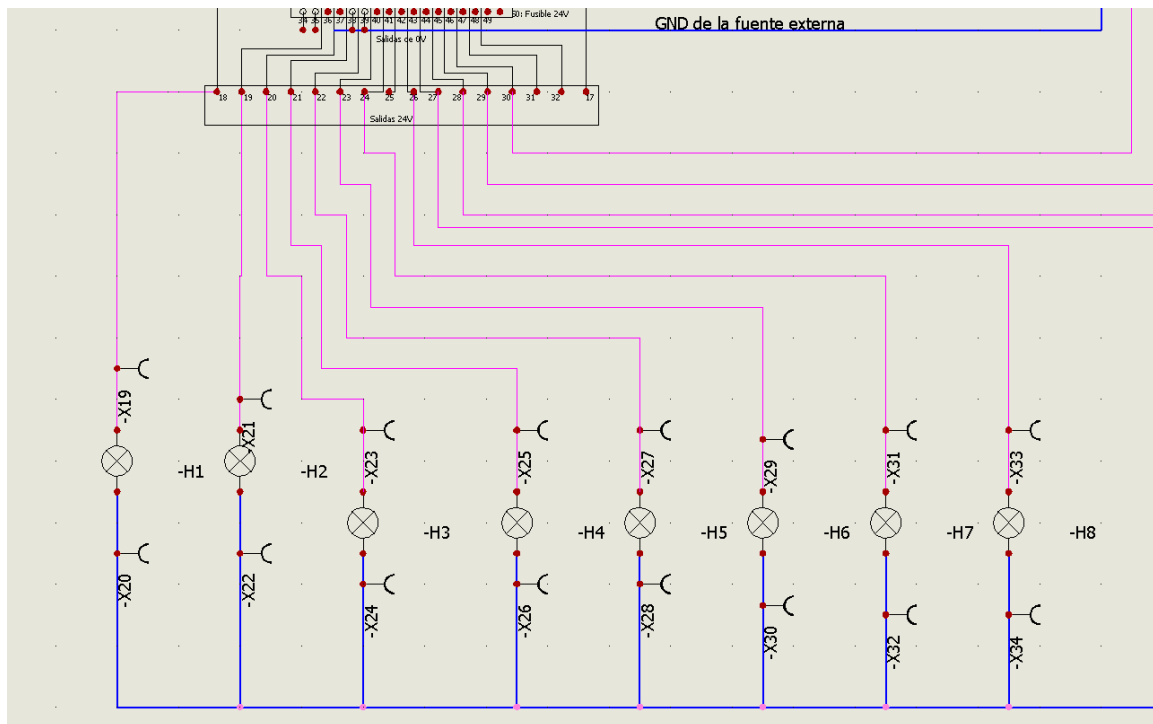 40 41 42 43 44 45 46 47 48 49
S0: Fusible 24V
34 35 36 37 38 39
GND de la fuente externa
Salidas de 0V
18 19 20 21 22 23 24 25 26 27 28 29 30 31 32 17
Salidas 24V
-X19
-X21
-X23
-X25
-X27
-X29
-X31
-X33
-H1
-H2
-H3
-H4
-H5
-H6
-H7
-H8
-X20
-X22
-X24
-X26
-X28
-X30
-X32
-X34